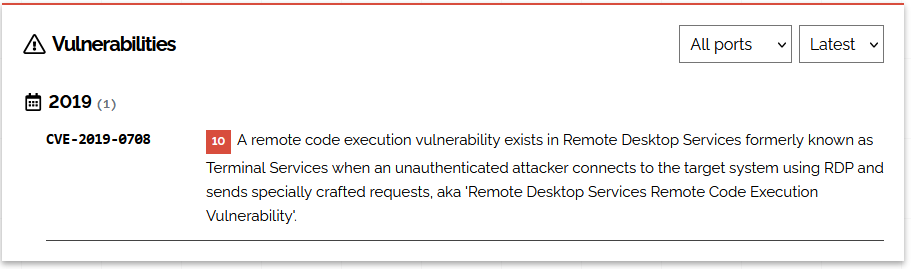 Vulnerabilities
All ports
Latest
2019 (1)
CVE-2019-0708
10 A remote code execution vulnerability exists in Remote Desktop Services formerly known as
Terminal Services when an unauthenticated attacker connects to the target system using RDP and
sends specially crafted requests, aka 'Remote Desktop Services Remote Code Execution
Vulnerability'.